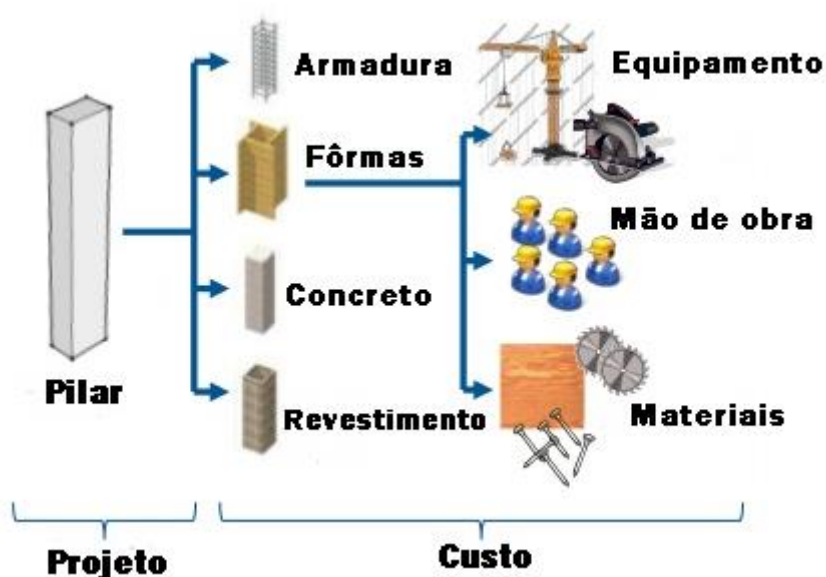 Pilar
Armadura
Fôrmas
Concreto
Revestimento
Equipamento
Mão de obra
Materiais
Projeto
Custo